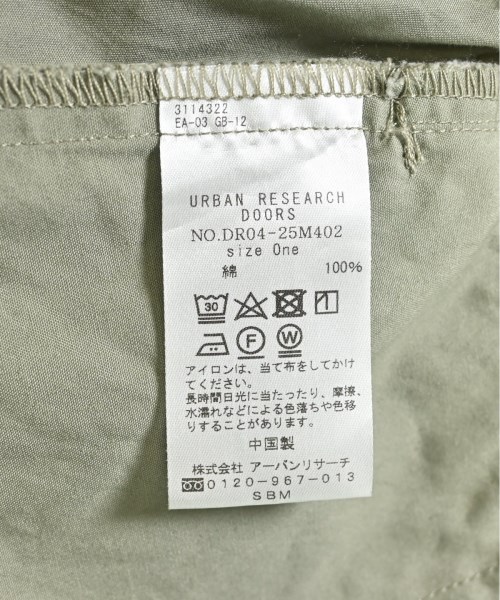 3114322
EA-03 GB-12
URBAN RESEARCH
DOORS
NO.DR04-25M402
size One
綿 100%
30
F W
アイロンは、当て布をしてかけ
てください。
長時間日光に当たったり、摩擦、
水濡れなどによる色落ちや色移
りすることがあります。
中国製
株式会社 アーバンリサーチ
0120-967-013
SBM